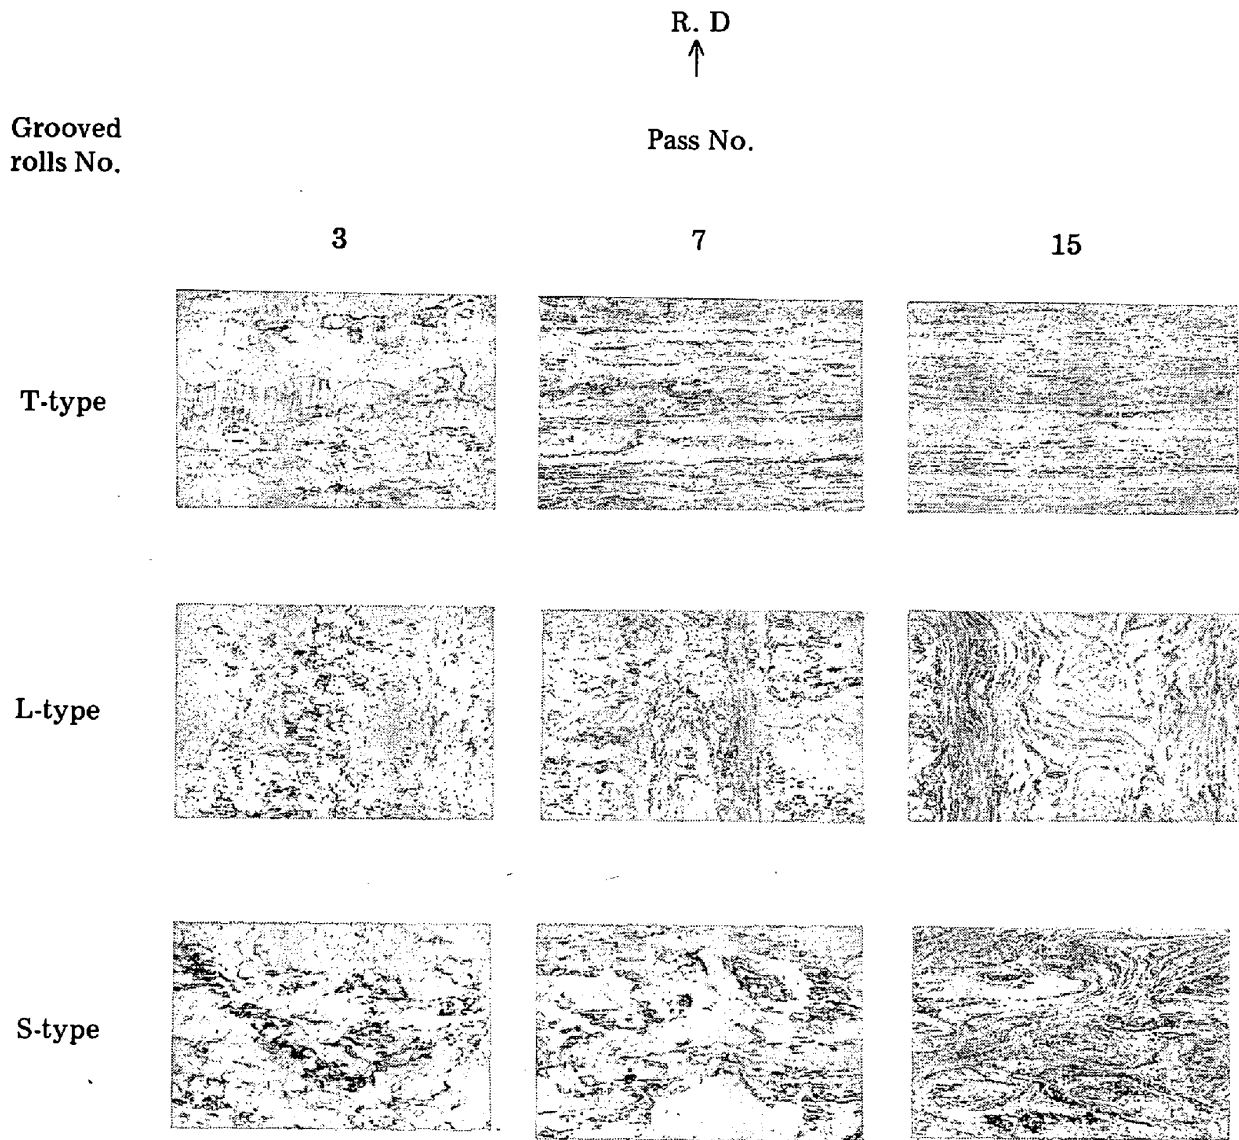 R. D
Grooved
rolls No.
Pass No.
3 7 15
T-type
L-type
S-type